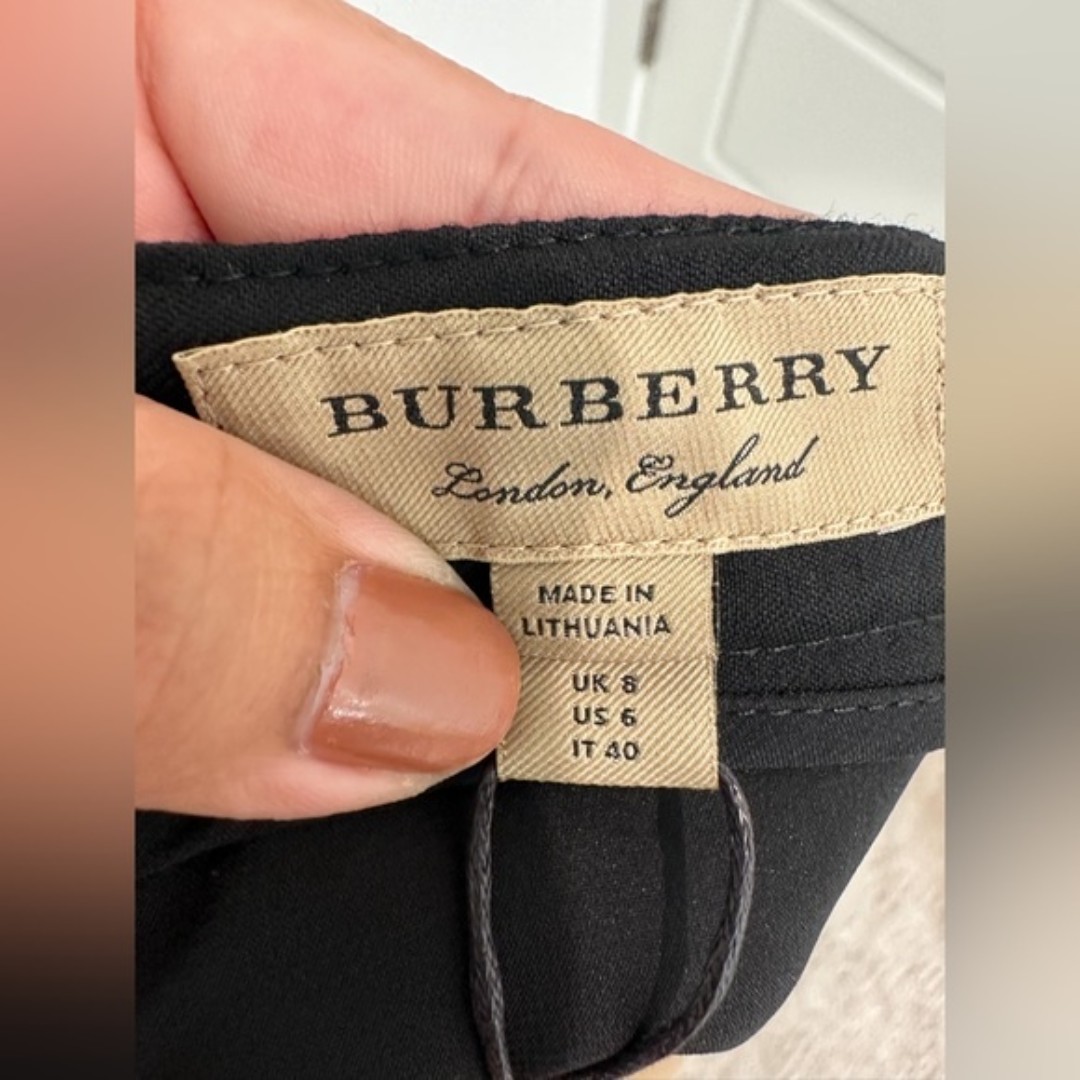 BURBERRY
London, England
MADE IN
LITHUANIA
UK 8
US 6
IT 40